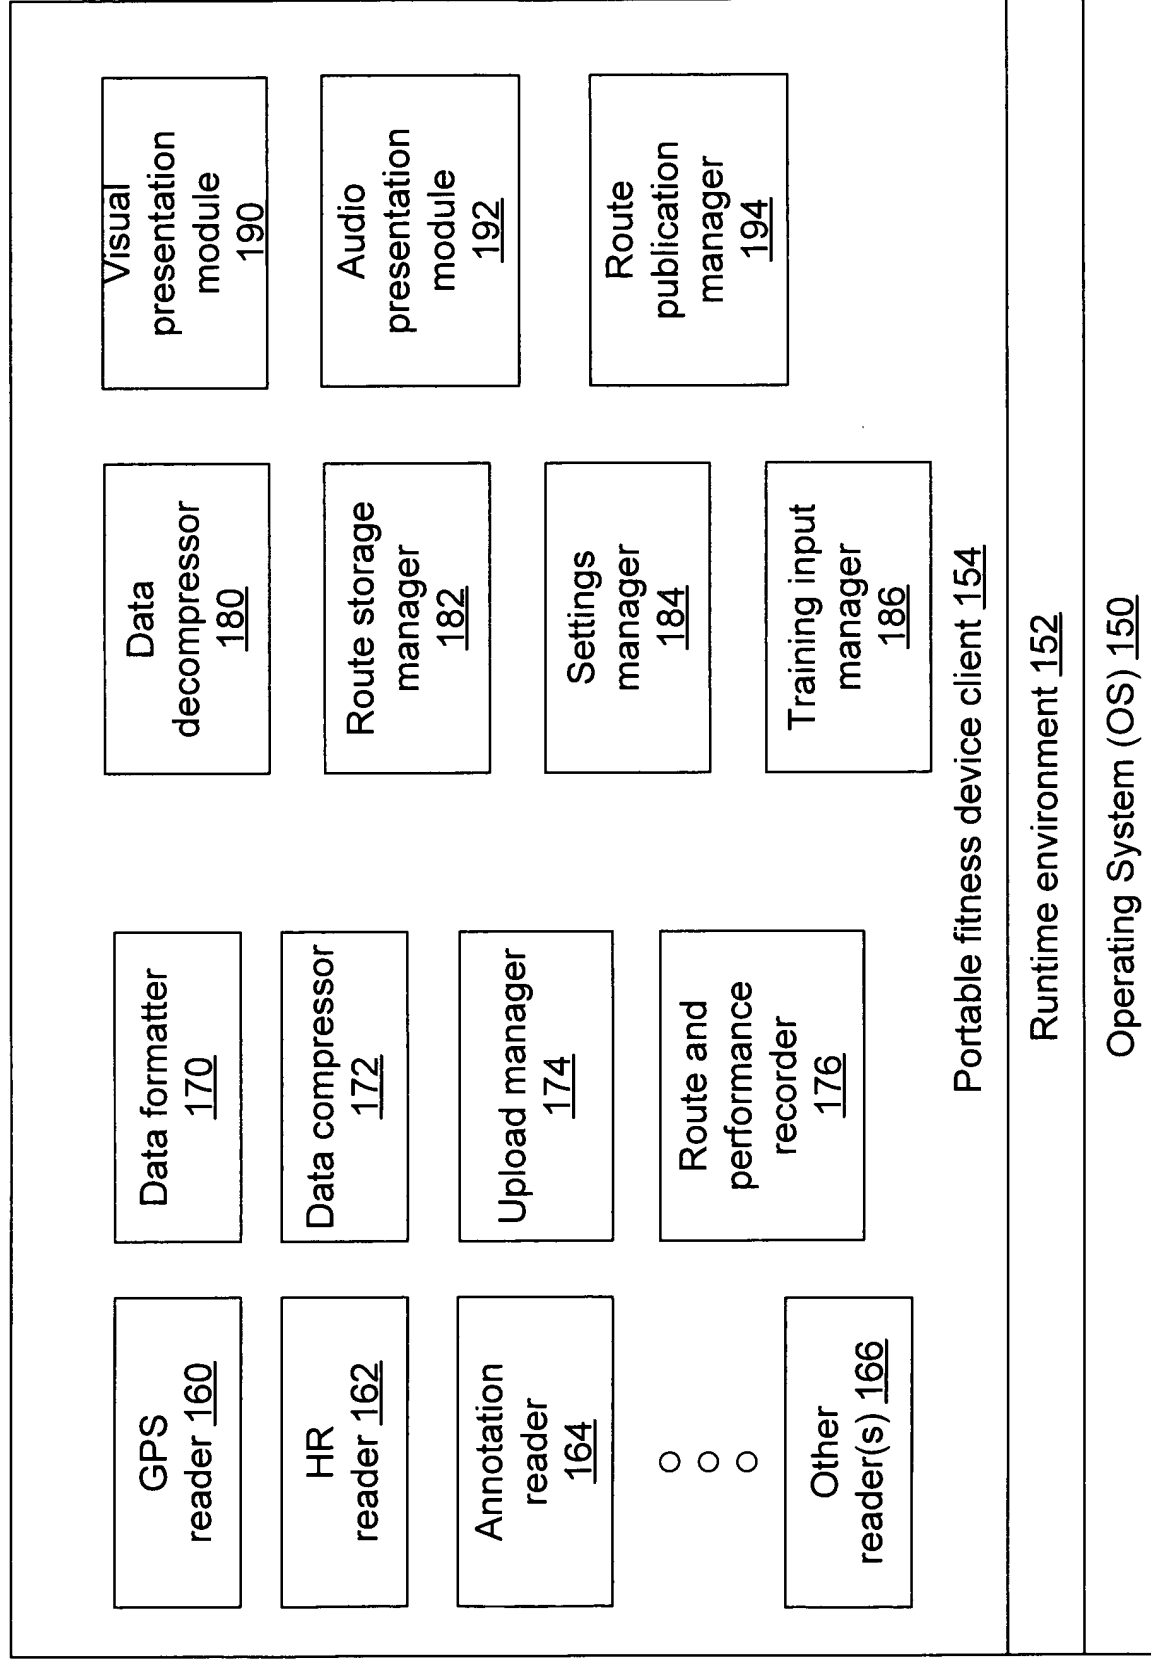 GPS
reader 160
HR
reader 162
Annotation
reader
164
Other
reader(s) 166
Data formatter
170
Data compressor
172
Upload manager
174
Route and
performance
recorder
176
Data
decompressor
180
Route storage
manager
182
Settings
manager
184
Training input
manager
186
Visual
presentation
module
190
Audio
presentation
module
192
Route
publication
manager
194
Portable fitness device client 154
Runtime environment 152
Operating System (OS) 150